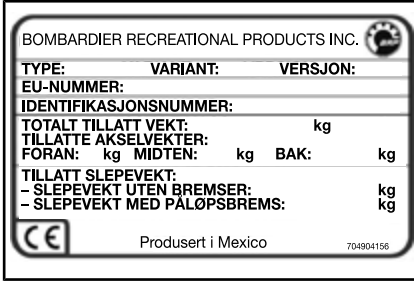 BOMBARDIER RECREATIONAL PRODUCTS INC.
TYPE: VARIANT: VERSJON:
EU-NUMMER:
IDENTIFIKASJONSNUMMER:
TOTALT TILLATT VEKT: kg
TILLATTE AKSELVEKTER:
FORAN: kg MIDTEN: kg BAK: kg
TILLATT SLEPEVEKT:
– SLEPEVEKT UTEN BREMSER: kg
– SLEPEVEKT MED PÅLØPSBREMS: kg
CE Produsert i Mexico 704904156